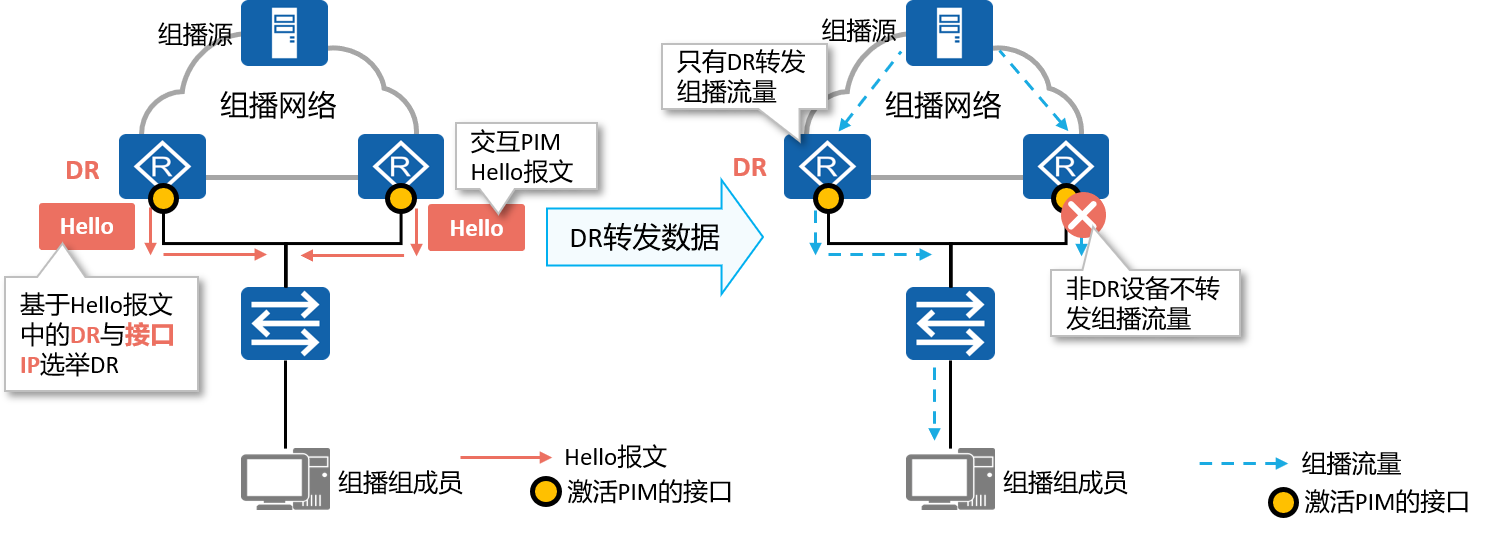 组播源
组播网络
R
R
DR
交互PIM
Hello报文
Hello
Hello
基于Hello报文
中的DR与接口
IP选举DR
组播组成员
Hello报文
激活PIM的接口
DR转发数据
组播源
只有DR转发
组播流量
组播网络
DR
R
R
非DR设备不转
发组播流量
组播组成员
组播流量
激活PIM的接口